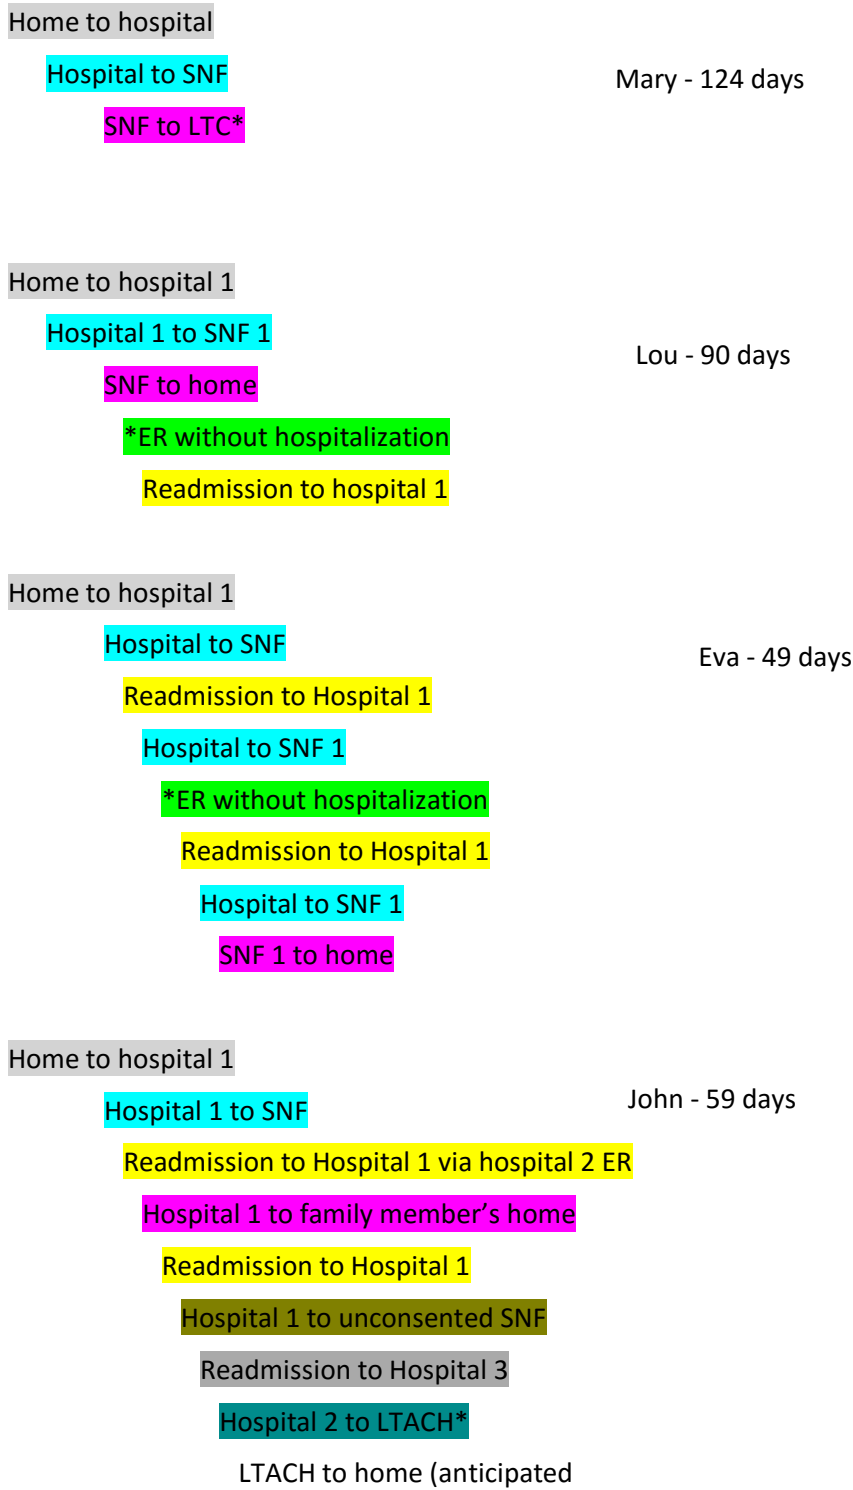 Home to hospital
Hospital to SNF
Mary - 124 days
SNF to LTC*
Home to hospital 1
Hospital 1 to SNF 1
Lou - 90 days
SNF to home
*ER without hospitalization
Readmission to hospital 1
Home to hospital 1
Hospital to SNF
Eva - 49 days
Readmission to Hospital 1
Hospital to SNF 1
*ER without hospitalization
Readmission to Hospital 1
Hospital to SNF 1
SNF 1 to home
Home to hospital 1
Hospital 1 to SNF
John - 59 days
Readmission to Hospital 1 via hospital 2 ER
Hospital 1 to family member’s home
Readmission to Hospital 1
Hospital 1 to unconsented SNF
Readmission to Hospital 3
Hospital 2 to LTACH*
LTACH to home (anticipated